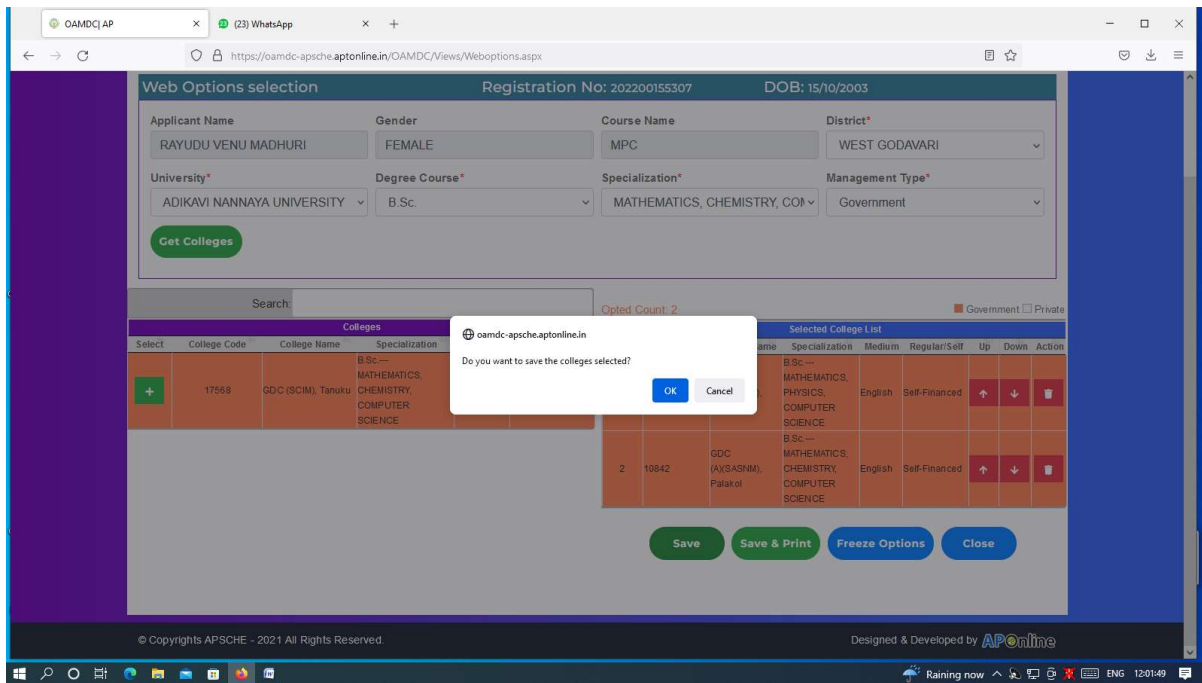 OAMDC| AP
(23) WhatsApp
https://oamdc-apsche.aptonline.in/OAMDC/Views/Weboptions.aspx
Web Options selection Registration No: 202200155307 DOB: 15/10/2003
Applicant Name Gender Course Name District*
RAYUDU VENU MADHURI FEMALE MPC WEST GODAVARI
University* Degree Course* Specialization* Management Type*
ADIKAVI NANNAYA UNIVERSITY B.Sc. MATHEMATICS, CHEMISTRY, COM Government
Get Colleges
Search:
Opted Count: 2 Government Private
Colleges
Select College Code College Name Specialization
17568 GDC (SCIM), Tanuku
B.Sc —
MATHEMATICS,
CHEMISTRY,
COMPUTER
SCIENCE
oamdc-apsche.aptonline.in
Do you want to save the colleges selected?
OK Cancel
Selected College List
Specialization Medium Regular/Self Up Down Action
B.Sc —
MATHEMATICS,
PHYSICS,
COMPUTER
SCIENCE
English Self-Financed
2 10842
GDC
(A)(SASNM),
Palakol
B.Sc —
MATHEMATICS,
CHEMISTRY,
COMPUTER
SCIENCE
English Self-Financed
Save Save & Print Freeze Options Close
© Copyrights APSCHE - 2021 All Rights Reserved.
Designed & Developed by APOnline
Raining now ENG 12:01:49